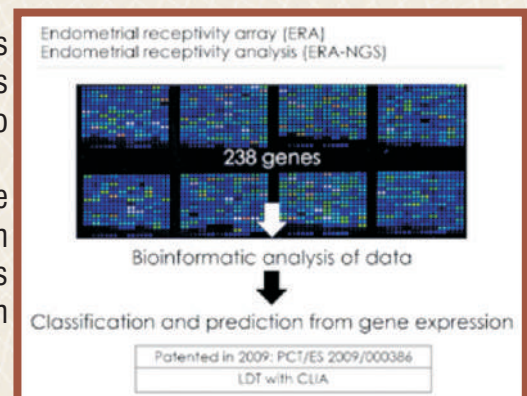 s
s
o
e
n
s
n
Endometrial receptivity array (ERA)
Endometrial receptivity analysis (ERA-NGS)
238 genes
Bioinformatic analysis of data
Classification and prediction from gene expression
Patented in 2009: PCT/ES 2009/000386
LDT with CLIA